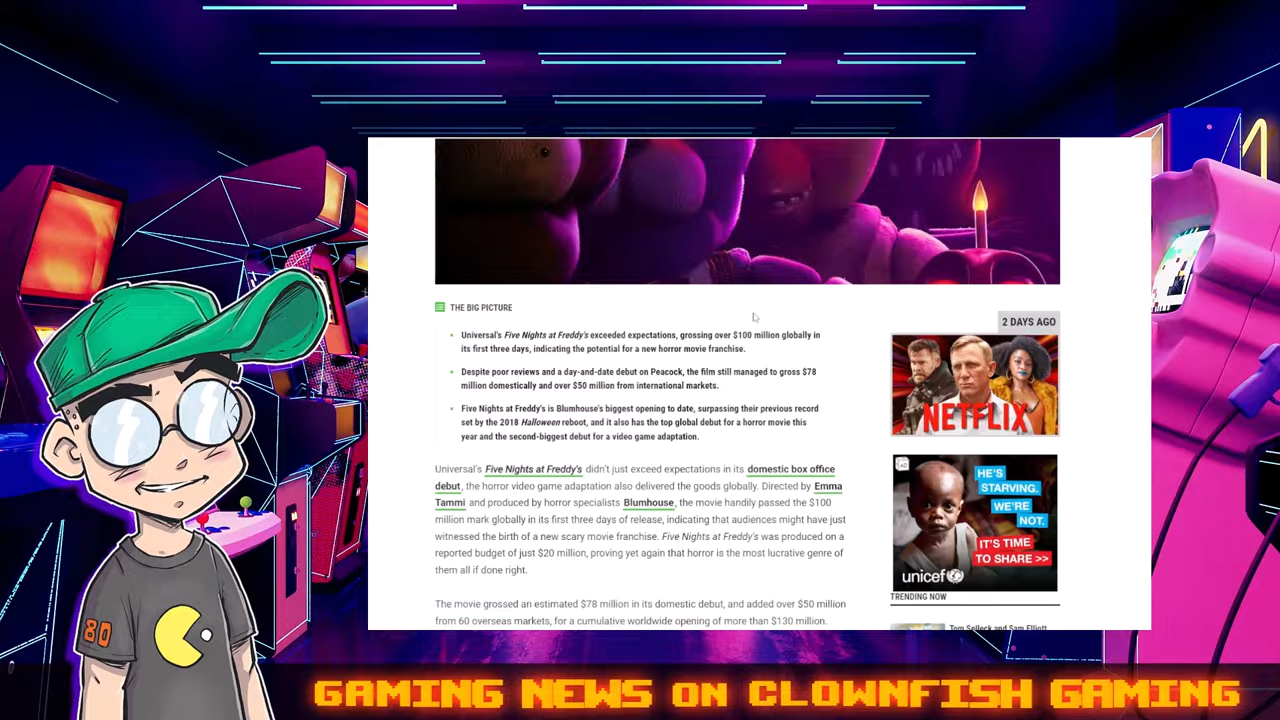 THE BIG PICTURE
Universal's Five Nights at Freddy's exceeded expectations, grossing over $100 million globally in
its first three days, indicating the potential for a new horror movie franchise.
Despite poor reviews and a day-and-date debut on Peacock, the film still managed to gross $78
million domestically and over $50 million from international markets.
Five Nights at Freddy's is Blumhouse's biggest opening to date, surpassing their previous record
set by the 2018 Halloween reboot, and it also has the top global debut for a horror movie this
year and the second-biggest debut for a video game adaptation.
Universal's Five Nights at Freddy's didn't just exceed expectations in its domestic box office
debut, the horror video game adaptation also delivered the goods globally. Directed by Emma
Tammi and produced by horror specialists Blumhouse, the movie handily passed the $100
million mark globally in its first three days of release, indicating that audiences might have just
witnessed the birth of a new scary movie franchise. Five Nights at Freddy's was produced on a
reported budget of just $20 million, proving yet again that horror is the most lucrative genre of
them all if done right.
The movie grossed an estimated $78 million in its domestic debut, and added over $50 million
from 60 overseas markets, for a cumulative worldwide opening of more than $130 million.
2 DAYS AGO
NETFLIX
HE'S
STARVING.
WE'RE
NOT.
IT'S TIME
TO SHARE >>
unicef
TRENDING NOW
Tom Selleck and Sam Elliott
80
GAMING NEWS ON CLOWNFISH GAMING